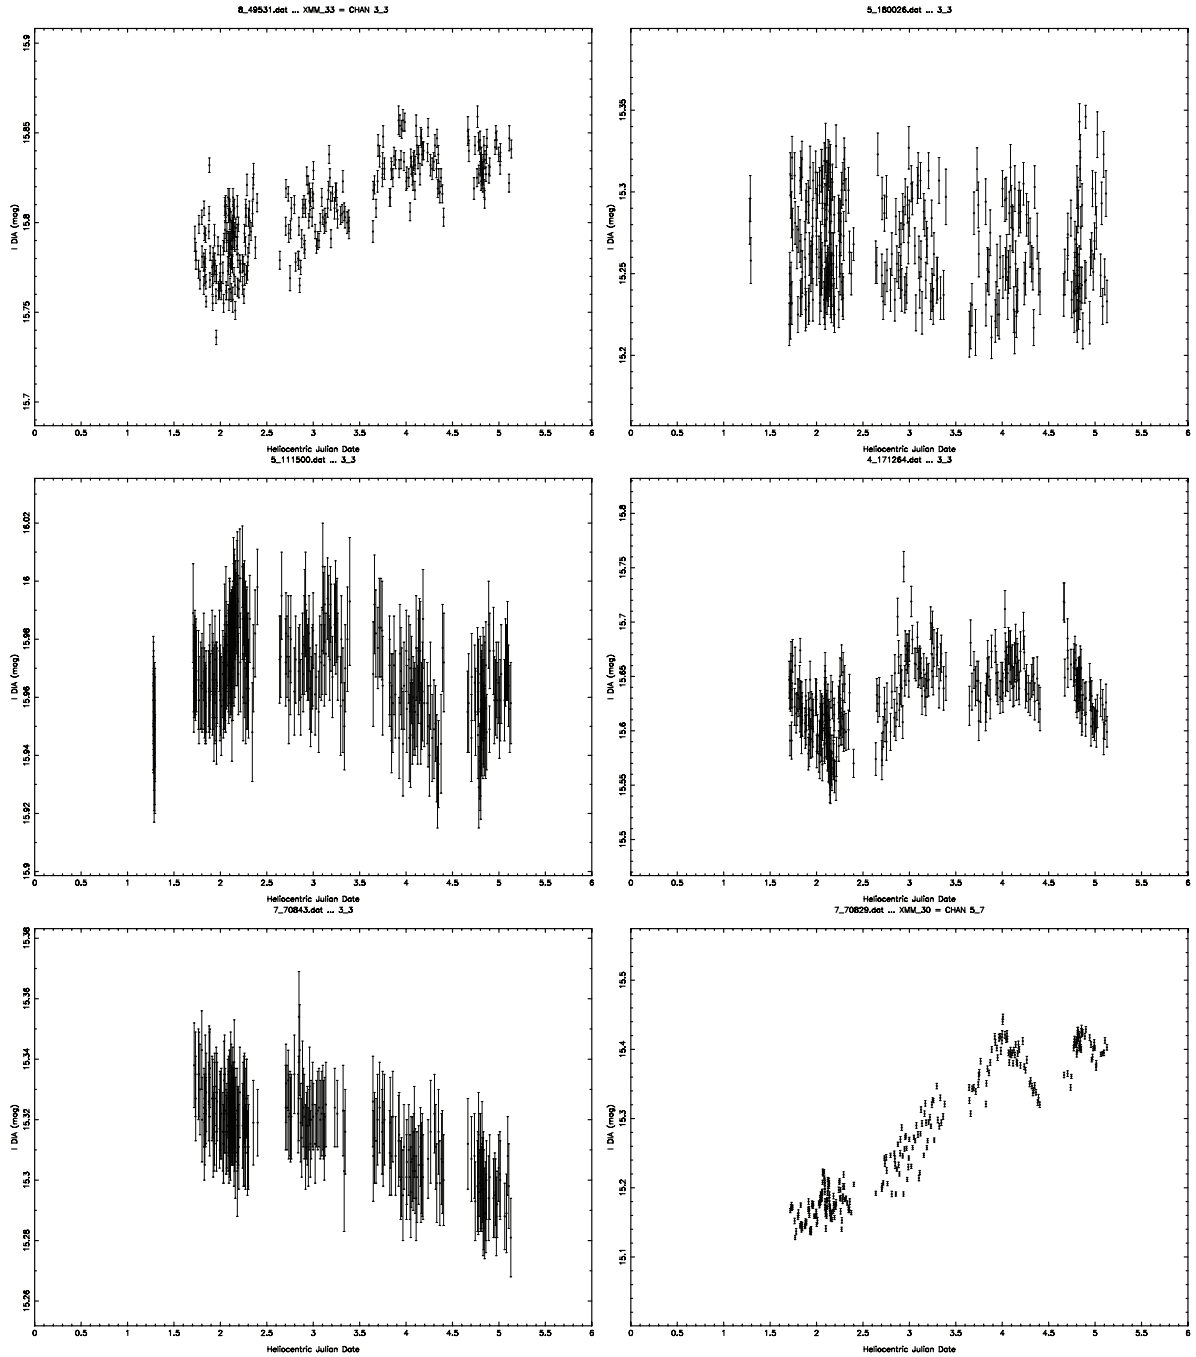 8_49531.dat ... XMM_33 = CHAN 3_3
5_180026.dat ... 3_3
I DIA (mag)
15.9
15.85
15.8
15.75
15.7
0 0.5 1 1.5 2 2.5 3 3.5 4 4.5 5 5.5 6
Heliocentric Julian Date
I DIA (mag)
15.35
15.3
15.25
15.2
0 0.5 1 1.5 2 2.5 3 3.5 4 4.5 5 5.5 6
Heliocentric Julian Date
5_111500.dat ... 3_3
4_171264.dat ... 3_3
I DIA (mag)
16.02
16
15.98
15.96
15.94
15.92
15.9
0 0.5 1 1.5 2 2.5 3 3.5 4 4.5 5 5.5 6
Heliocentric Julian Date
I DIA (mag)
15.8
15.75
15.7
15.65
15.6
15.55
15.5
0 0.5 1 1.5 2 2.5 3 3.5 4 4.5 5 5.5 6
Heliocentric Julian Date
7_70843.dat ... 3_3
7_70829.dat ... XMM_30 = CHAN 5_7
I DIA (mag)
15.38
15.36
15.34
15.32
15.3
15.28
15.26
0 0.5 1 1.5 2 2.5 3 3.5 4 4.5 5 5.5 6
Heliocentric Julian Date
I DIA (mag)
15.5
15.4
15.3
15.2
15.1
0 0.5 1 1.5 2 2.5 3 3.5 4 4.5 5 5.5 6
Heliocentric Julian Date